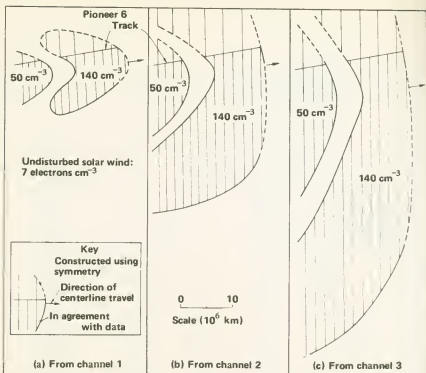 Pioneer 6
Track
50 cm⁻³
140 cm⁻³
Undisturbed solar wind:
7 electrons cm⁻³
Key
Constructed using
symmetry
Direction of
centerline travel
In agreement
with data
(a) From channel 1
50 cm⁻³
140 cm⁻³
0 10
Scale (10⁶ km)
(b) From channel 2
50 cm⁻³
140 cm⁻³
(c) From channel 3